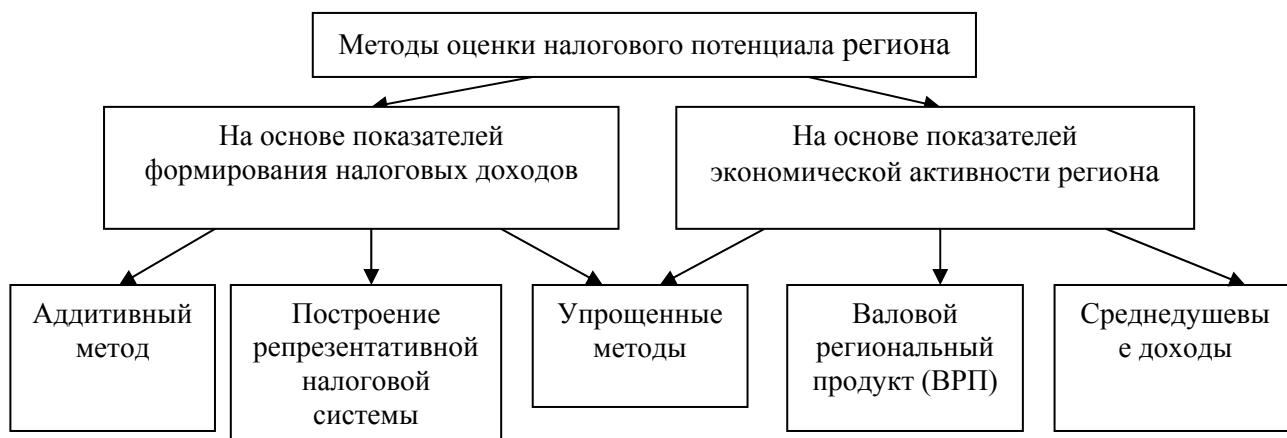 Методы оценки налогового потенциала региона
На основе показателей
формирования налоговых доходов
На основе показателей
экономической активности региона
Аддитивный
метод
Построение
репрезентативной
налоговой
системы
Упрощенные
методы
Валовой
региональный
продукт (ВРП)
Среднедушевы
е доходы